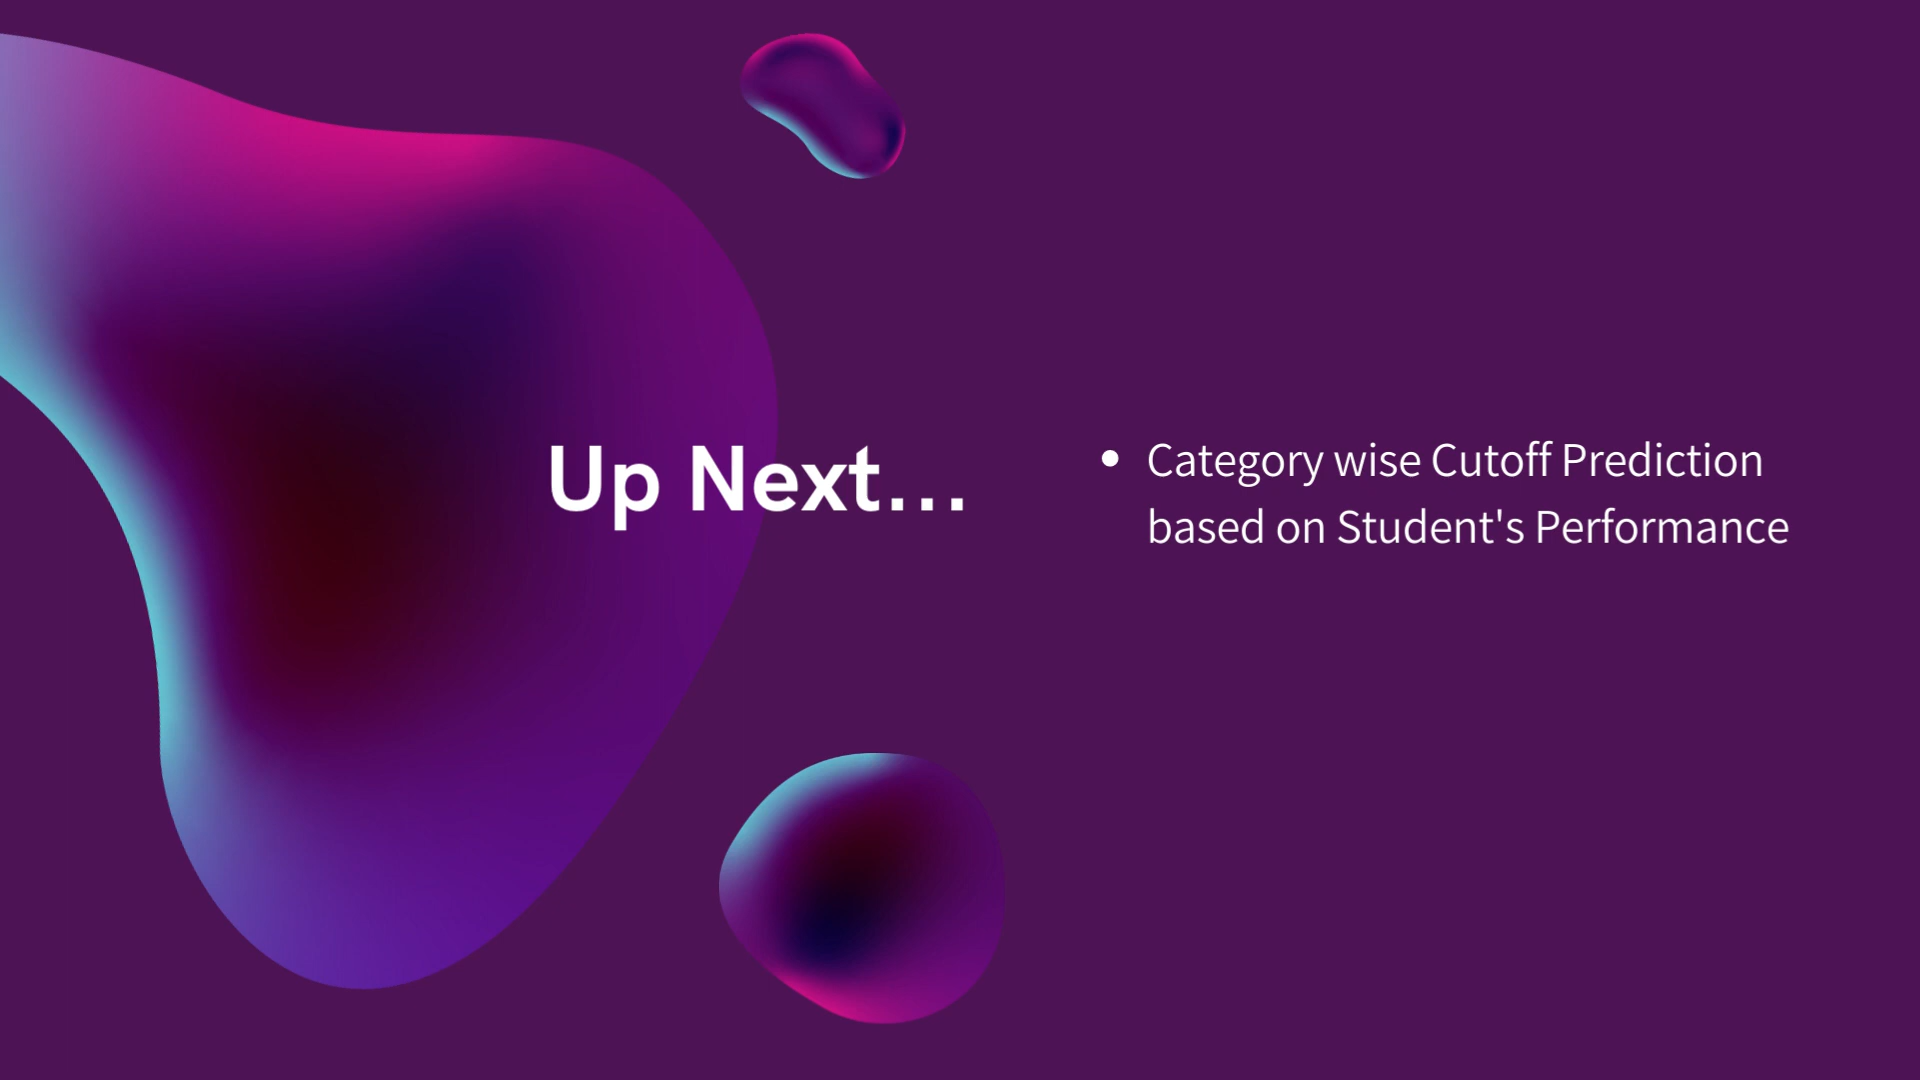 Up Next...
• Category wise Cutoff Prediction
based on Student's Performance